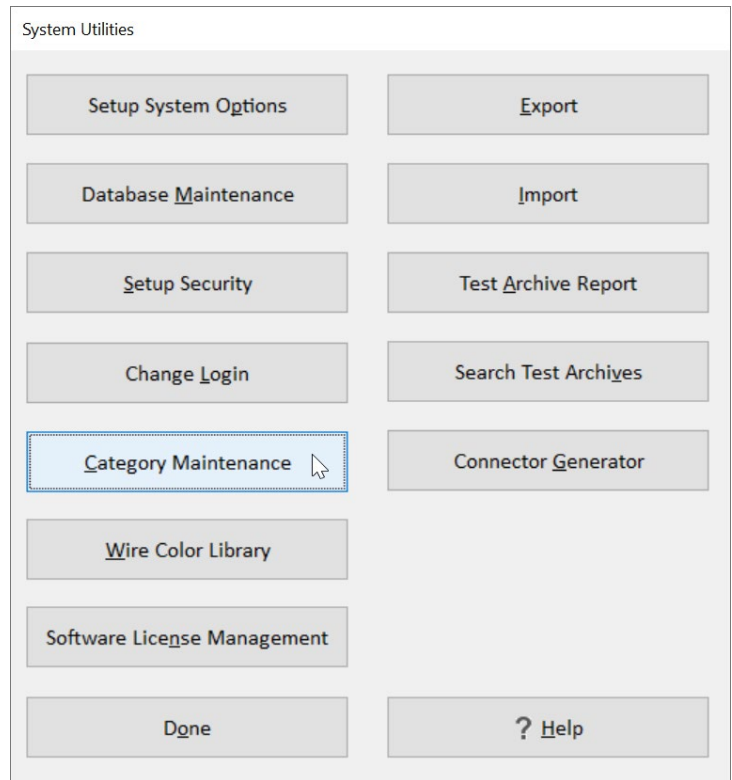 System Utilities
Setup System Options
Export
Database Maintenance
Import
Setup Security
Test Archive Report
Change Login
Search Test Archives
Category Maintenance
Connector Generator
Wire Color Library
Software License Management
Done
? Help